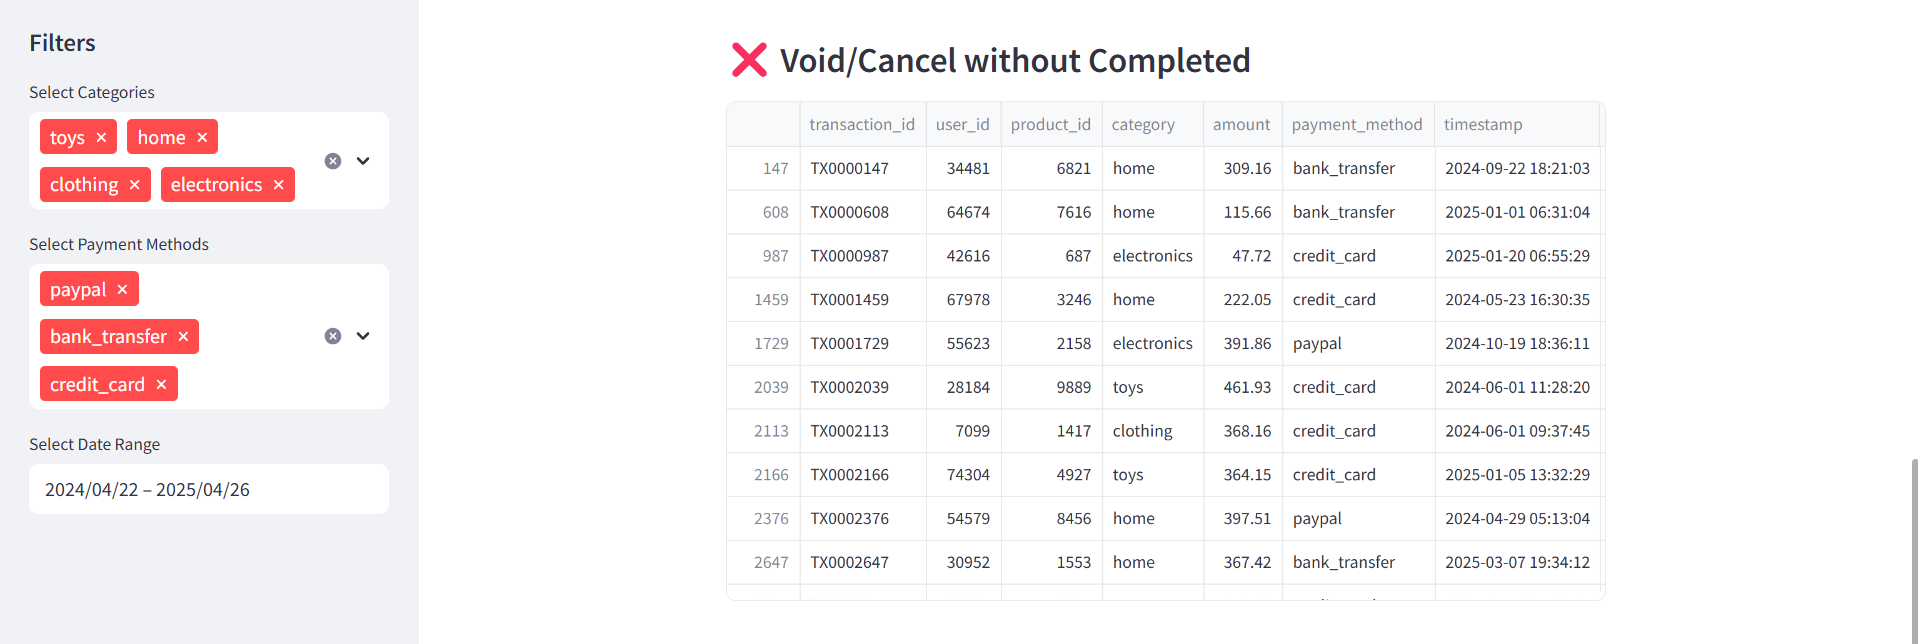 Filters
Select Categories
toys × home ×
clothing × electronics ×
Select Payment Methods
paypal ×
bank_transfer ×
credit_card ×
Select Date Range
2024/04/22 – 2025/04/26
❌ Void/Cancel without Completed
transaction_id user_id product_id category amount payment_method timestamp
147 TX0000147 34481 6821 home 309.16 bank_transfer 2024-09-22 18:21:03
608 TX0000608 64674 7616 home 115.66 bank_transfer 2025-01-01 06:31:04
987 TX0000987 42616 687 electronics 47.72 credit_card 2025-01-20 06:55:29
1459 TX0001459 67978 3246 home 222.05 credit_card 2024-05-23 16:30:35
1729 TX0001729 55623 2158 electronics 391.86 paypal 2024-10-19 18:36:11
2039 TX0002039 28184 9889 toys 461.93 credit_card 2024-06-01 11:28:20
2113 TX0002113 7099 1417 clothing 368.16 credit_card 2024-06-01 09:37:45
2166 TX0002166 74304 4927 toys 364.15 credit_card 2025-01-05 13:32:29
2376 TX0002376 54579 8456 home 397.51 paypal 2024-04-29 05:13:04
2647 TX0002647 30952 1553 home 367.42 bank_transfer 2025-03-07 19:34:12